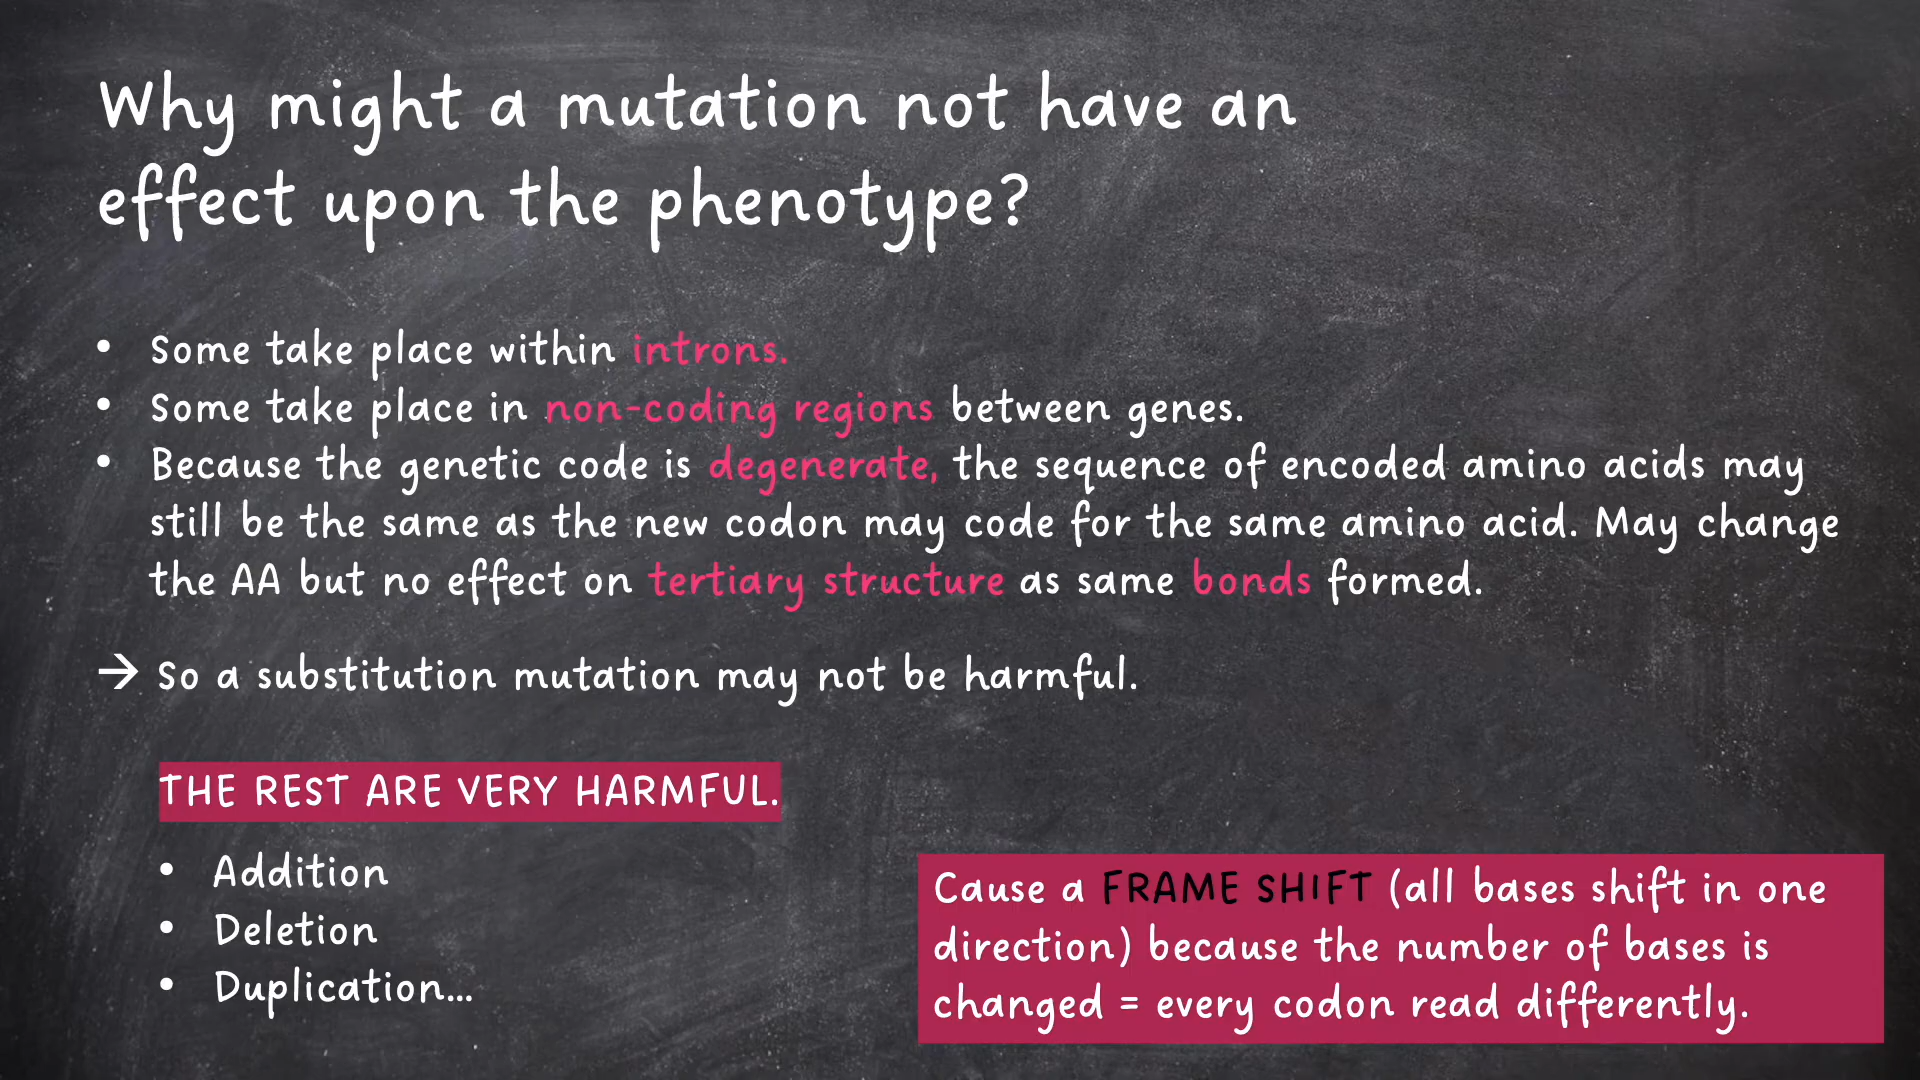 Why might a mutation not have an
effect upon the phenotype?
• Some take place within introns.
• Some take place in non-coding regions between genes.
• Because the genetic code is degenerate, the sequence of encoded amino acids may
still be the same as the new codon may code for the same amino acid. May change
the AA but no effect on tertiary structure as same bonds formed.
→ So a substitution mutation may not be harmful.
THE REST ARE VERY HARMFUL.
• Addition
• Deletion
• Duplication...
Cause a FRAME SHIFT (all bases shift in one
direction) because the number of bases is
changed = every codon read differently.